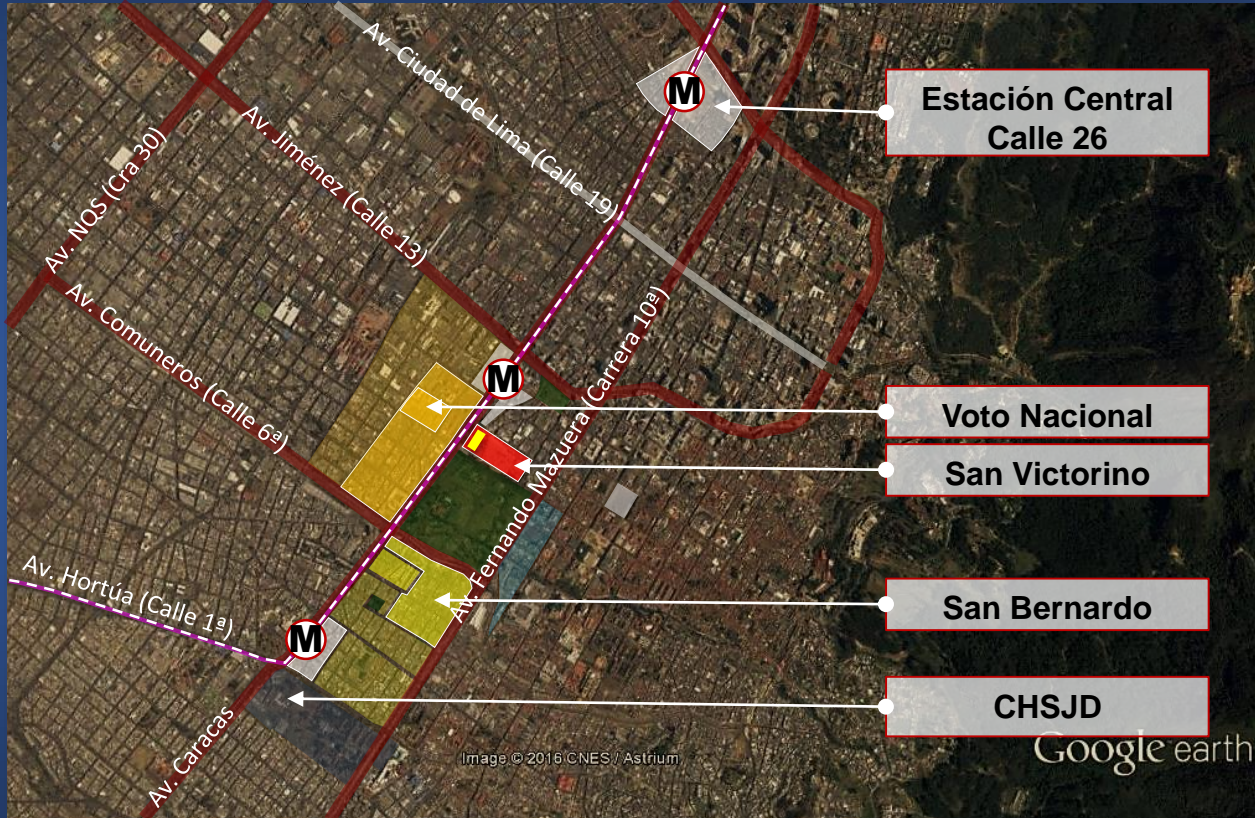 Av. Ciudad de Lima (Calle 19)
M
Estación Central
Calle 26
Av. NQS (Cra 30)
Av. Jiménez (Calle 13)
Av. Comuneros (Calle 6ª)
M
Av. Fernando Mazuera (Carrera 10ª)
Voto Nacional
San Victorino
Av. Hortúa (Calle 1ª)
M
San Bernardo
CHSJD
Av. Caracas
Image © 2016 CNES / Astrium
Google earth